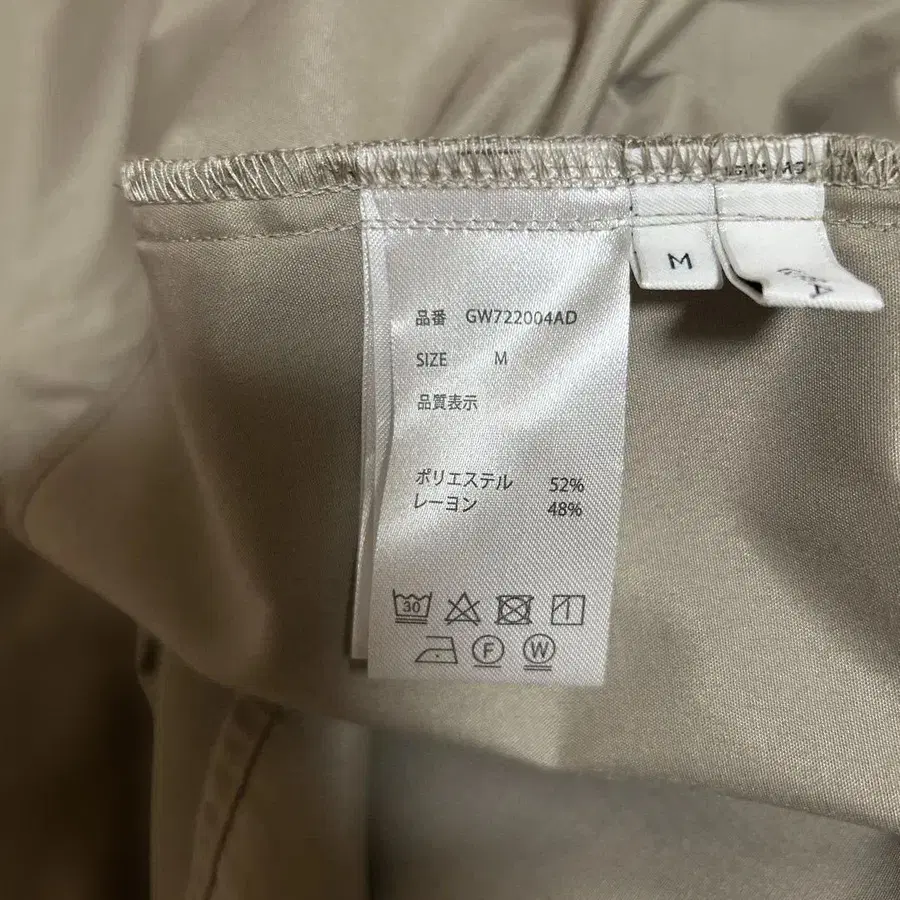 M
品番 GW722004AD
SIZE M
品質表示
ポリエステル 52%
レーヨン 48%
30
F W